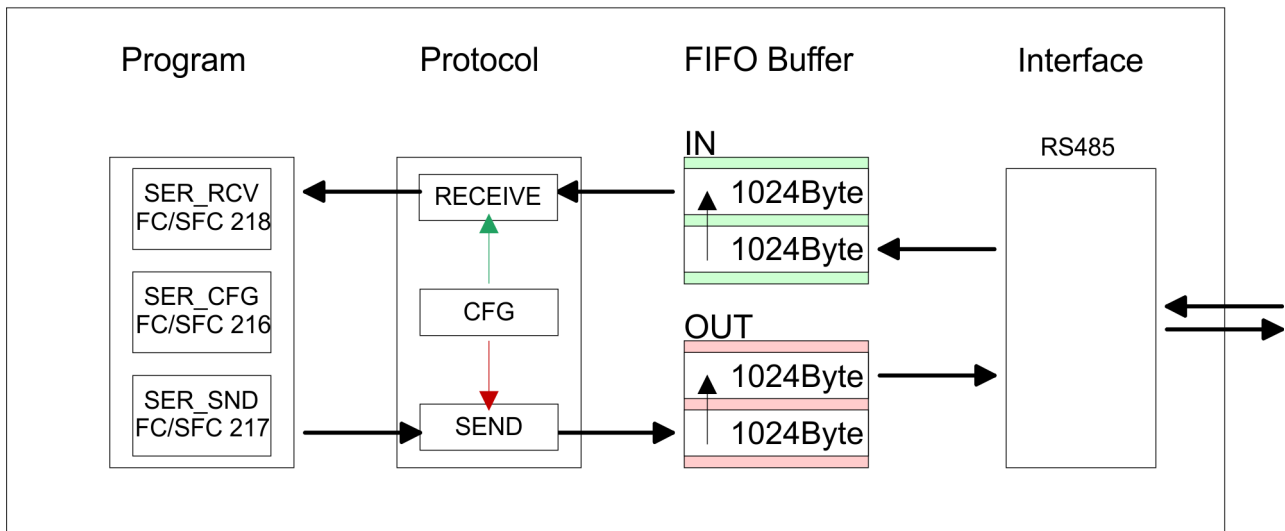 Program
Protocol
FIFO Buffer
Interface
SER_RCV
FC/SFC 218
SER_CFG
FC/SFC 216
SER_SND
FC/SFC 217
RECEIVE
CFG
SEND
IN
1024Byte
1024Byte
OUT
1024Byte
1024Byte
RS485